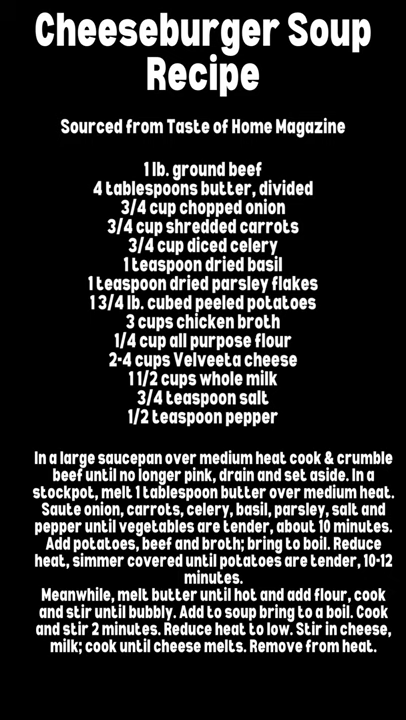 Cheeseburger Soup
Recipe
Sourced from Taste of Home Magazine
1 lb. ground beef
4 tablespoons butter, divided
3/4 cup chopped onion
3/4 cup shredded carrots
3/4 cup diced celery
1 teaspoon dried basil
1 teaspoon dried parsley flakes
1 3/4 lb. cubed peeled potatoes
3 cups chicken broth
1/4 cup all purpose flour
2-4 cups Velveeta cheese
1 1/2 cups whole milk
3/4 teaspoon salt
1/2 teaspoon pepper
In a large saucepan over medium heat cook & crumble
beef until no longer pink, drain and set aside. In a
stockpot, melt 1 tablespoon butter over medium heat.
Saute onion, carrots, celery, basil, parsley, salt and
pepper until vegetables are tender, about 10 minutes.
Add potatoes, beef and broth; bring to boil. Reduce
heat, simmer covered until potatoes are tender, 10-12
minutes.
Meanwhile, melt butter until hot and add flour, cook
and stir until bubbly. Add to soup bring to a boil. Cook
and stir 2 minutes. Reduce heat to low. Stir in cheese,
milk; cook until cheese melts. Remove from heat.